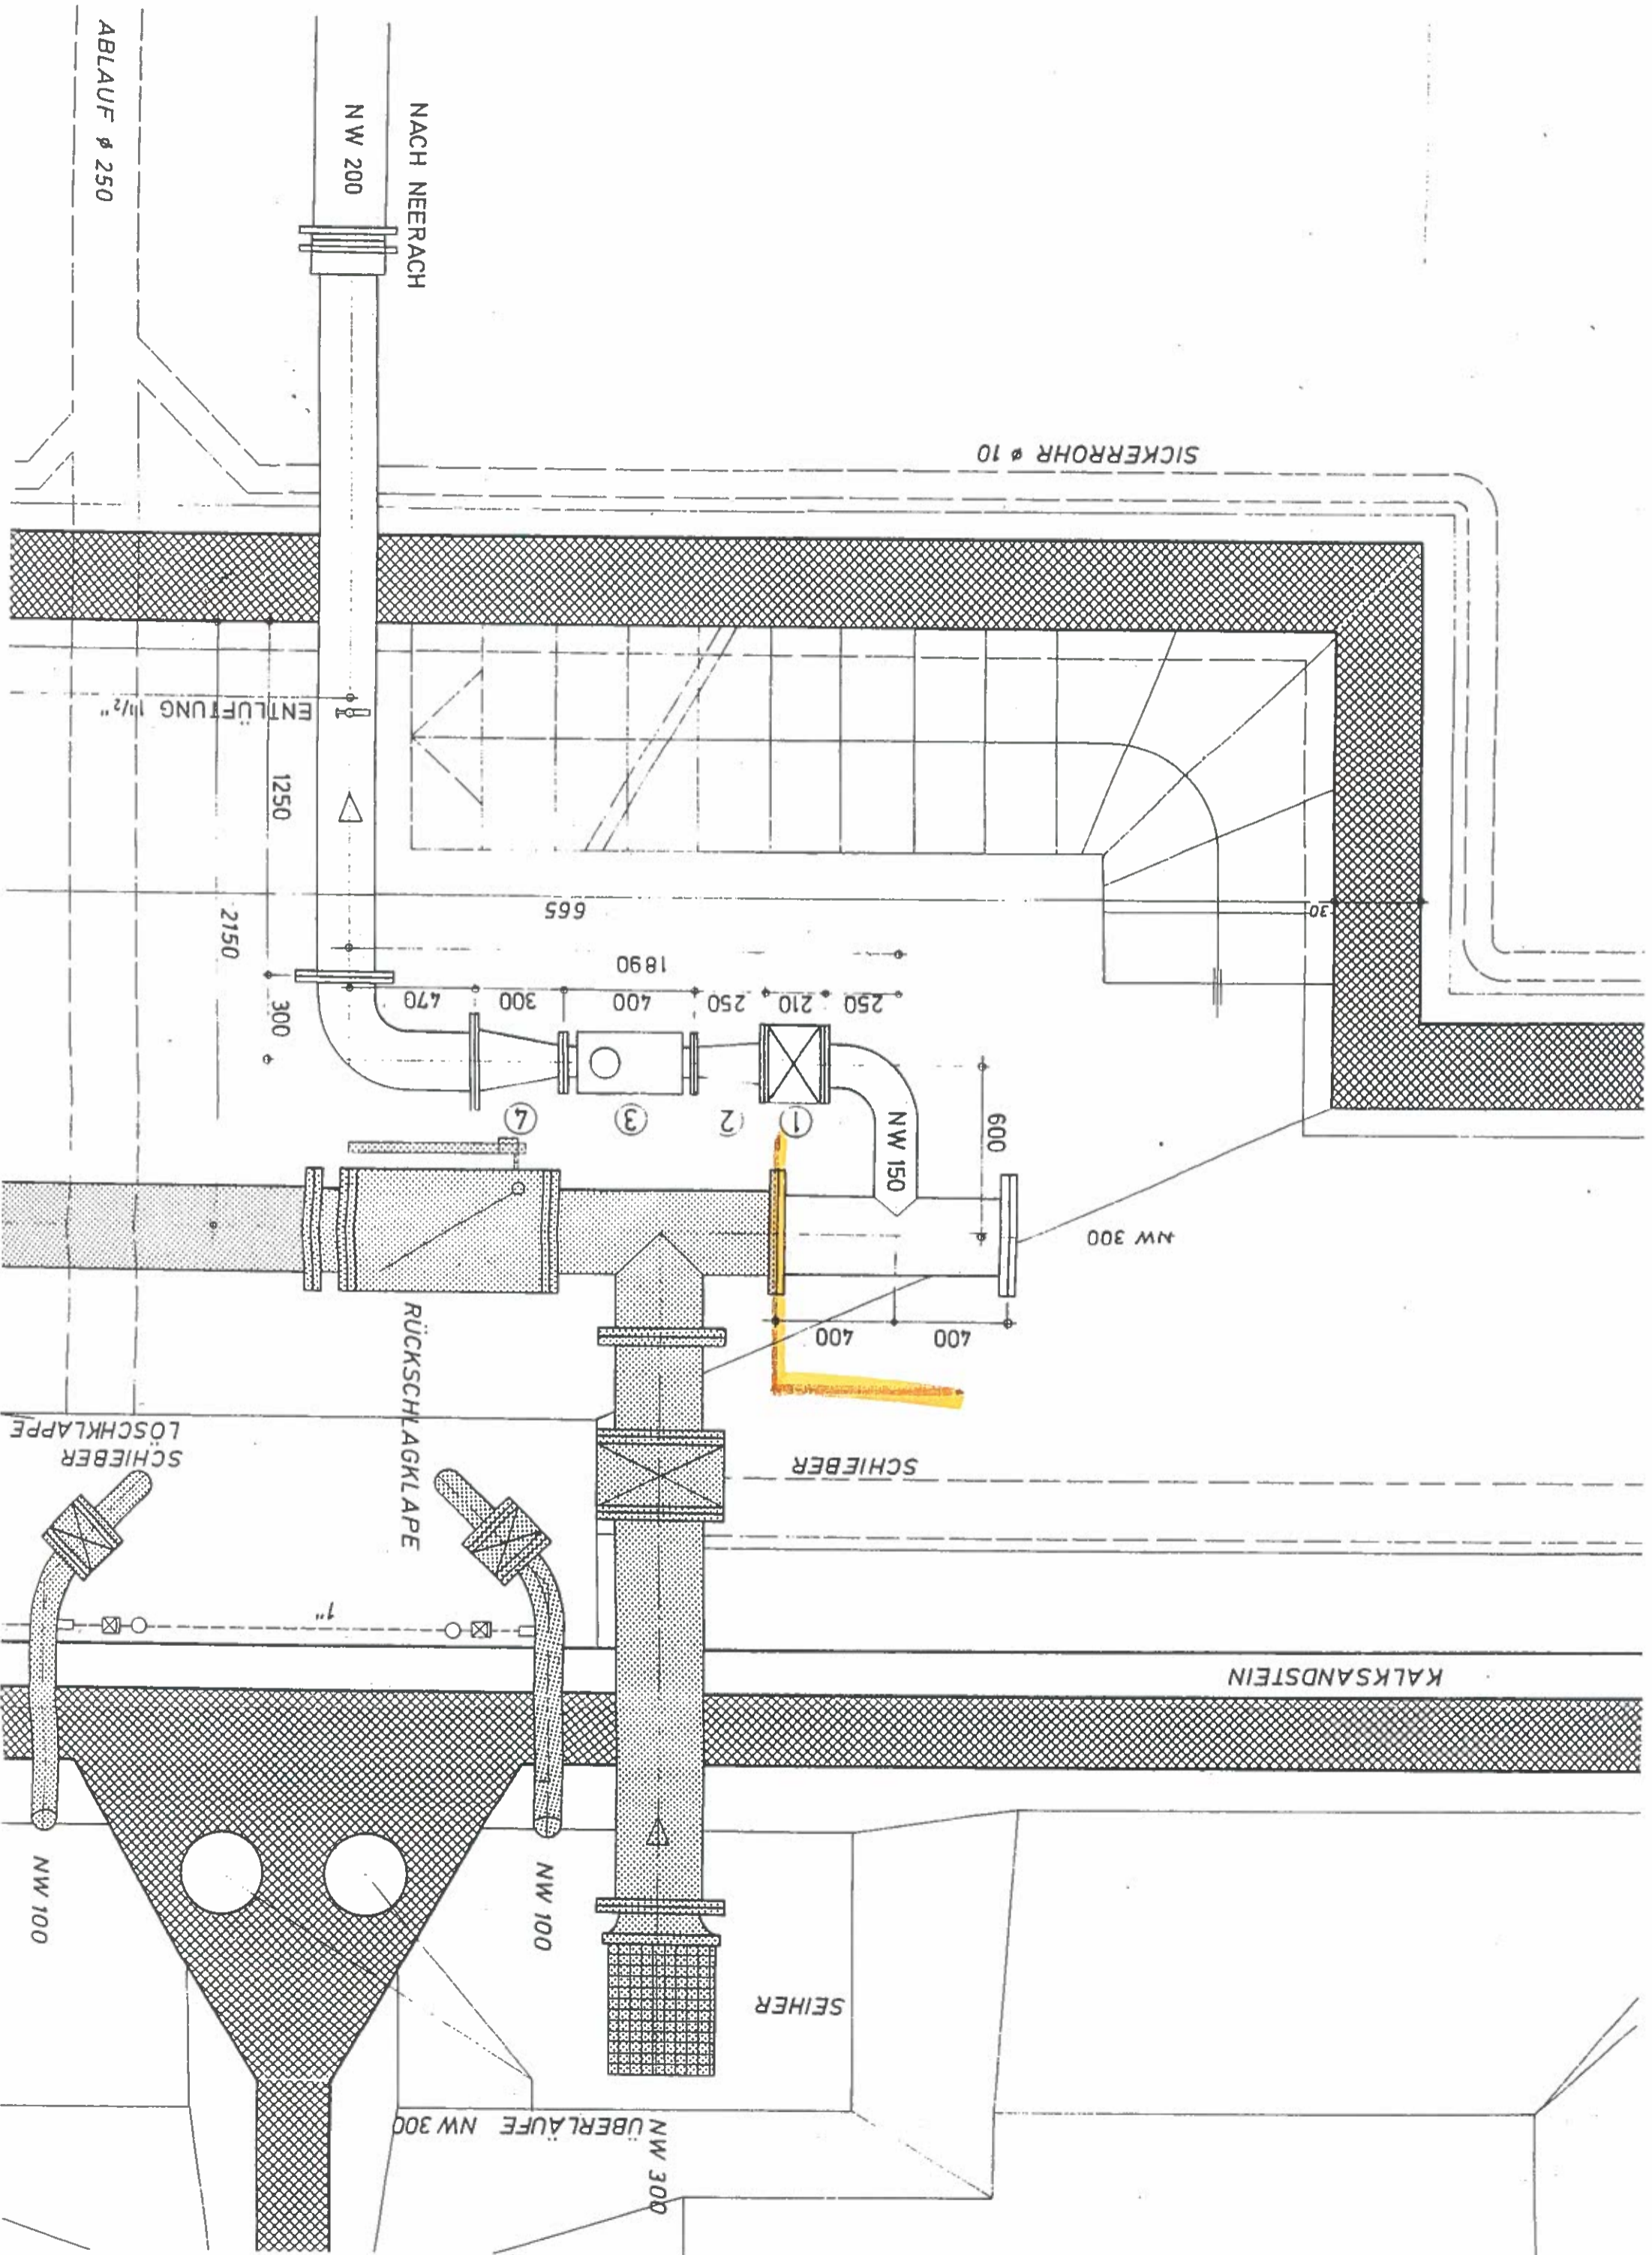 ABLAUF ø 250
NW 200
NACH NEERACH
SICKERROHR ø 10
ENTLÜFTUNG 1 1/2"
1250
2150
300
665
30
1890
470
300
400
250
210
250
4
3
2
1
NW 150
600
NW 300
400
400
RÜCKSCHLAGKLAPE
SCHIEBER
LÖSCHKLAPPE
SCHIEBER
1"
KALKSANDSTEIN
NW 100
NW 100
SEIHER
ÜBERLÄUFE NW 300
NW 300